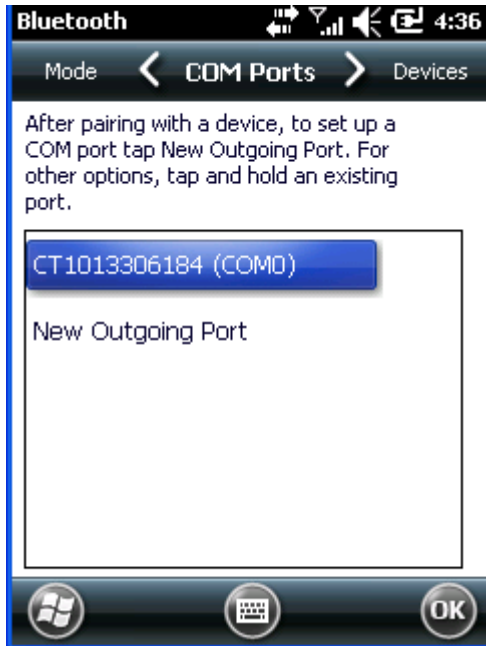 Bluetooth 4:36
Mode COM Ports Devices
After pairing with a device, to set up a
COM port tap New Outgoing Port. For
other options, tap and hold an existing
port.
CT1013306184 (COM0)
New Outgoing Port
OK